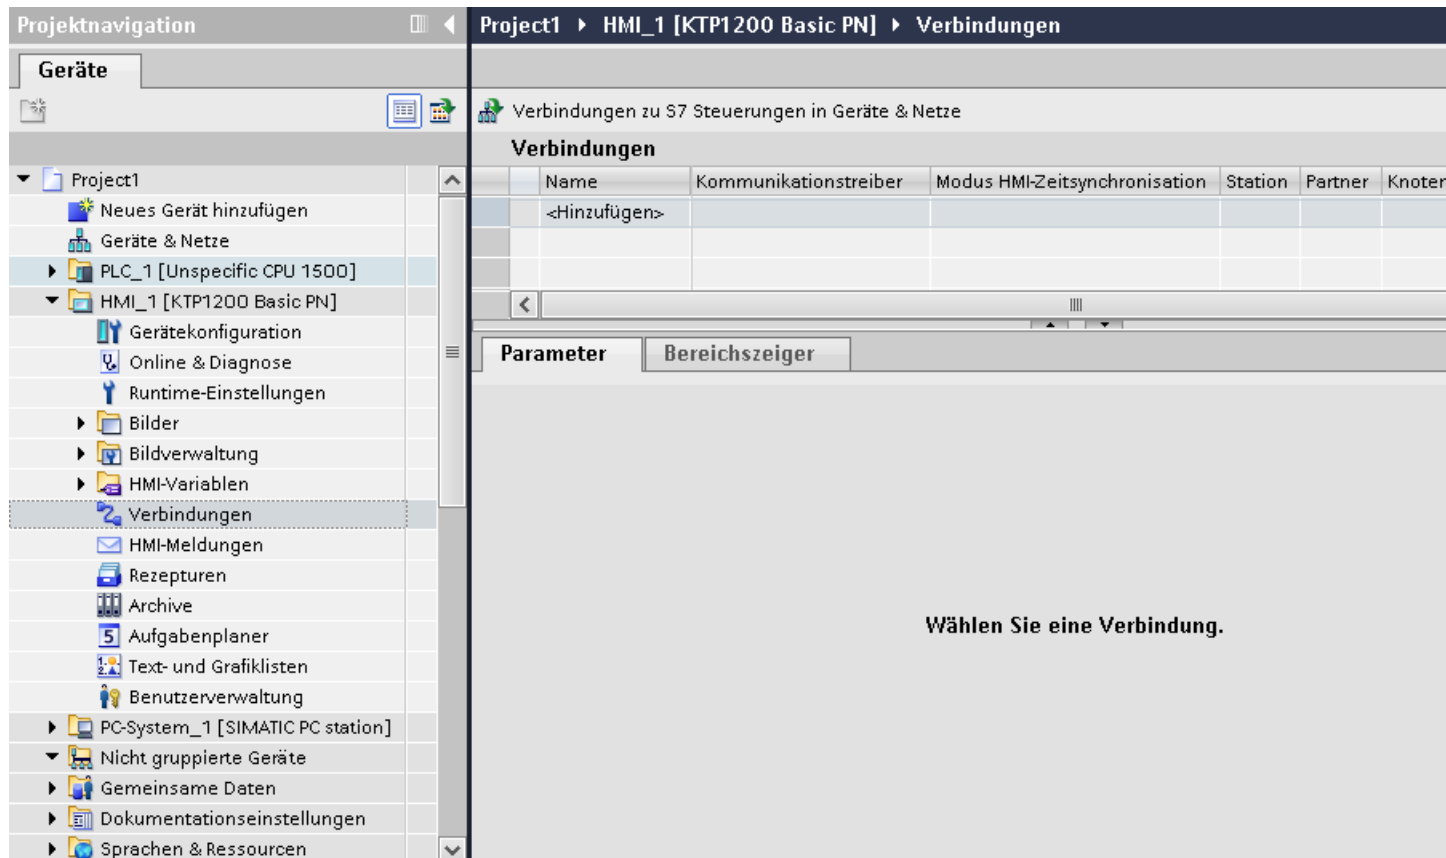 Projektnavigation
Geräte
Project1
Neues Gerät hinzufügen
Geräte & Netze
PLC_1 [Unspecific CPU 1500]
HMI_1 [KTP1200 Basic PN]
Gerätekonfiguration
Online & Diagnose
Runtime-Einstellungen
Bilder
Bildverwaltung
HMI-Variablen
Verbindungen
HMI-Meldungen
Rezepturen
Archive
Aufgabenplaner
Text- und Grafiklisten
Benutzerverwaltung
PC-System_1 [SIMATIC PC station]
Nicht gruppierte Geräte
Gemeinsame Daten
Dokumentationseinstellungen
Sprachen & Ressourcen
Project1 HMI_1 [KTP1200 Basic PN] Verbindungen
Verbindungen zu S7 Steuerungen in Geräte & Netze
Verbindungen
Name Kommunikationstreiber Modus HMI-Zeitsynchronisation Station Partner Knoten
<Hinzufügen>
Parameter Bereichszeiger
Wählen Sie eine Verbindung.